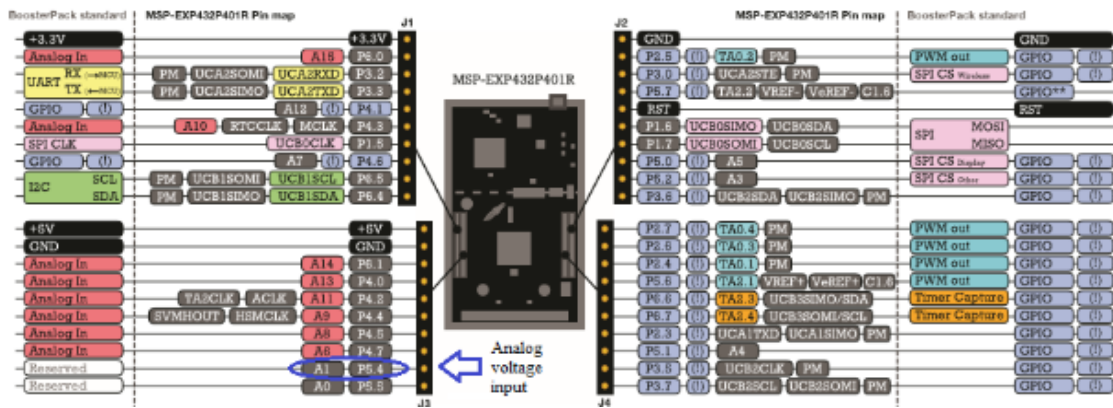 BoosterPack standard MSP-EXP432P401R Pin map J1
+3.3V +3.3V
Analog In A15 P6.0
UART RX (→MCU) PM UCA2SOMI UCA2RXD P3.2
TX (←MCU) PM UCA2SIMO UCA2TXD P3.3
GPIO (!) A12 (!) P4.1
Analog In A10 RTCCLK MCLK P4.3
SPI CLK UCB0CLK P1.5
GPIO (!) A7 (!) P4.6
I2C SCL PM UCB1SOMI UCB1SCL P6.5
SDA PM UCB1SIMO UCB1SDA P6.4
+5V +5V
GND GND
Analog In A14 P6.1
Analog In A13 P4.0
Analog In TA2CLK ACLK A11 P4.2
Analog In SVMHOUT HSMCLK A9 P4.4
Analog In A8 P4.5
Analog In A6 P4.7
Reserved A1 P5.4
Reserved A0 P5.5
J3
MSP-EXP432P401R
Analog
voltage
input
J2 MSP-EXP432P401R Pin map BoosterPack standard
GND GND
P2.5 (!) TA0.2 PM PWM out GPIO (!)
P3.0 (!) UCA2STE PM SPI CS Wireless GPIO (!)
P5.7 (!) TA2.2 VREF- VeREF- C1.6 GPIO**
RST RST
P1.6 UCB0SIMO UCB0SDA SPI MOSI
P1.7 UCB0SOMI UCB0SCL MISO
P5.0 (!) A5 SPI CS Display GPIO (!)
P5.2 (!) A3 SPI CS Other GPIO (!)
P3.6 (!) UCB2SDA UCB2SIMO PM GPIO (!)
P2.7 (!) TA0.4 PM PWM out GPIO (!)
P2.6 (!) TA0.3 PM PWM out GPIO (!)
P2.4 (!) TA0.1 PM PWM out GPIO (!)
P5.6 (!) TA2.1 VREF+ VeREF+ C1.6 PWM out GPIO (!)
P6.6 (!) TA2.3 UCB3SIMO/SDA Timer Capture GPIO (!)
P6.7 (!) TA2.4 UCB3SOMI/SCL Timer Capture GPIO (!)
P2.3 (!) UCA1TXD UCA1SIMO PM GPIO (!)
P5.1 (!) A4 GPIO (!)
P3.5 (!) UCB2CLK PM GPIO (!)
P3.7 (!) UCB2SCL UCB2SOMI PM GPIO (!)
J4